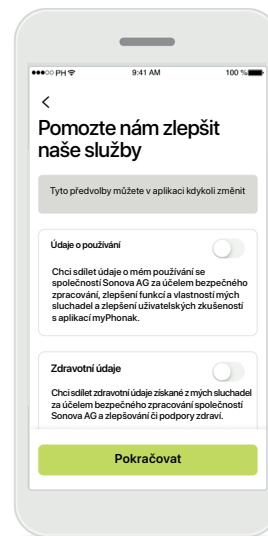 ●●●○○ PH 9:41 AM 100 %
Pomozte nám zlepšit
naše služby
Tyto předvolby můžete v aplikaci kdykoli změnit
Údaje o používání
Chci sdílet údaje o mém používání se
společností Sonova AG za účelem bezpečného
zpracování, zlepšení funkcí a vlastností mých
sluchadel a zlepšení uživatelských zkušeností
s aplikací myPhonak.
Zdravotní údaje
Chci sdílet zdravotní údaje získané z mých sluchadel
za účelem bezpečného zpracování společností
Sonova AG a zlepšování či podpory zdraví.
Pokračovat